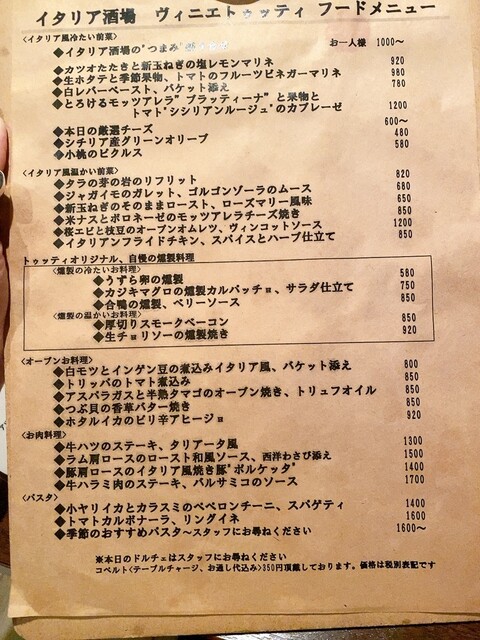 イタリア酒場　ヴィニエトゥッティ フードメニュー
<イタリア風冷たい前菜>
◆イタリア酒場の"つまみ" お一人様 1000～
◆カツオたたきと新玉ねぎの塩レモンマリネ 920
◆生ホタテと季節果物、トマトのフルーツビネガーマリネ 980
◆白レバーペースト、バケット添え 780
◆とろけるモッツアレラ"ブラッティーナ"と果物と
トマト"シシリアンルージュ"のカプレーゼ 1200
◆本日の厳選チーズ 600～
◆シチリア産グリーンオリーブ 480
◆小桃のピクルス 580
<イタリア風温かい前菜>
◆タラの芽の岩のリフリット 820
◆ジャガイモのガレット、ゴルゴンゾーラのムース 680
◆新玉ねぎのそのままロースト、ローズマリー風味 650
◆米ナスとボロネーゼのモッツアレラチーズ焼き 850
◆桜エビと枝豆のオーブンオムレツ、ヴィンコットソース 1200
◆イタリアンフライドチキン、スパイスとハーブ仕立て 850
トゥッティオリジナル、自慢の燻製料理
<燻製の冷たいお料理>
◆うずら卵の燻製 580
◆カジキマグロの燻製カルパッチョ、サラダ仕立て 750
◆合鴨の燻製、ベリーソース 850
<燻製の温かいお料理>
◆厚切りスモークベーコン 850
◆生チョリソーの燻製焼き 920
<オーブンお料理>
◆白モツとインゲン豆の煮込みイタリア風、バケット添え 800
◆トリッパのトマト煮込み 850
◆アスパラガスと半熟タマゴのオーブン焼き、トリュフオイル 850
◆つぶ貝の香草バター焼き 850
◆ホタルイカのピリ辛アヒージョ 920
<お肉料理>
◆牛ハツのステーキ、タリアータ風 1300
◆ラム肩ロースのロースト和風ソース、西洋わさび添え 1500
◆豚肩ロースのイタリア風焼き豚"ポルケッタ" 1400
◆牛ハラミ肉のステーキ、バルサミコのソース 1700
<パスタ>
◆小ヤリイカとカラスミのペペロンチーニ、スパゲティ 1400
◆トマトカルボナーラ、リングイネ 1600
◆季節のおすすめパスタ～スタッフにお尋ねください 1600～
※本日のドルチェはスタッフにお尋ねください
コペルト<テーブルチャージ、お通し代込み>350円頂戴しております。価格は税別表記です